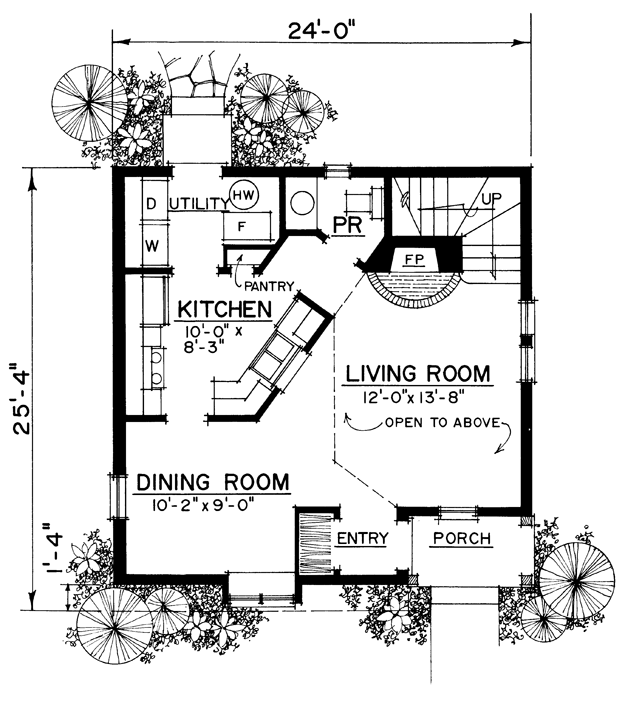 24'-0"
D
UTILITY
HW
F
W
PR
UP
FP
PANTRY
KITCHEN
10'-0" x
8'-3"
LIVING ROOM
12'-0" x 13'-8"
OPEN TO ABOVE
25'-4"
DINING ROOM
10'-2" x 9'-0"
ENTRY
PORCH
1'-4"